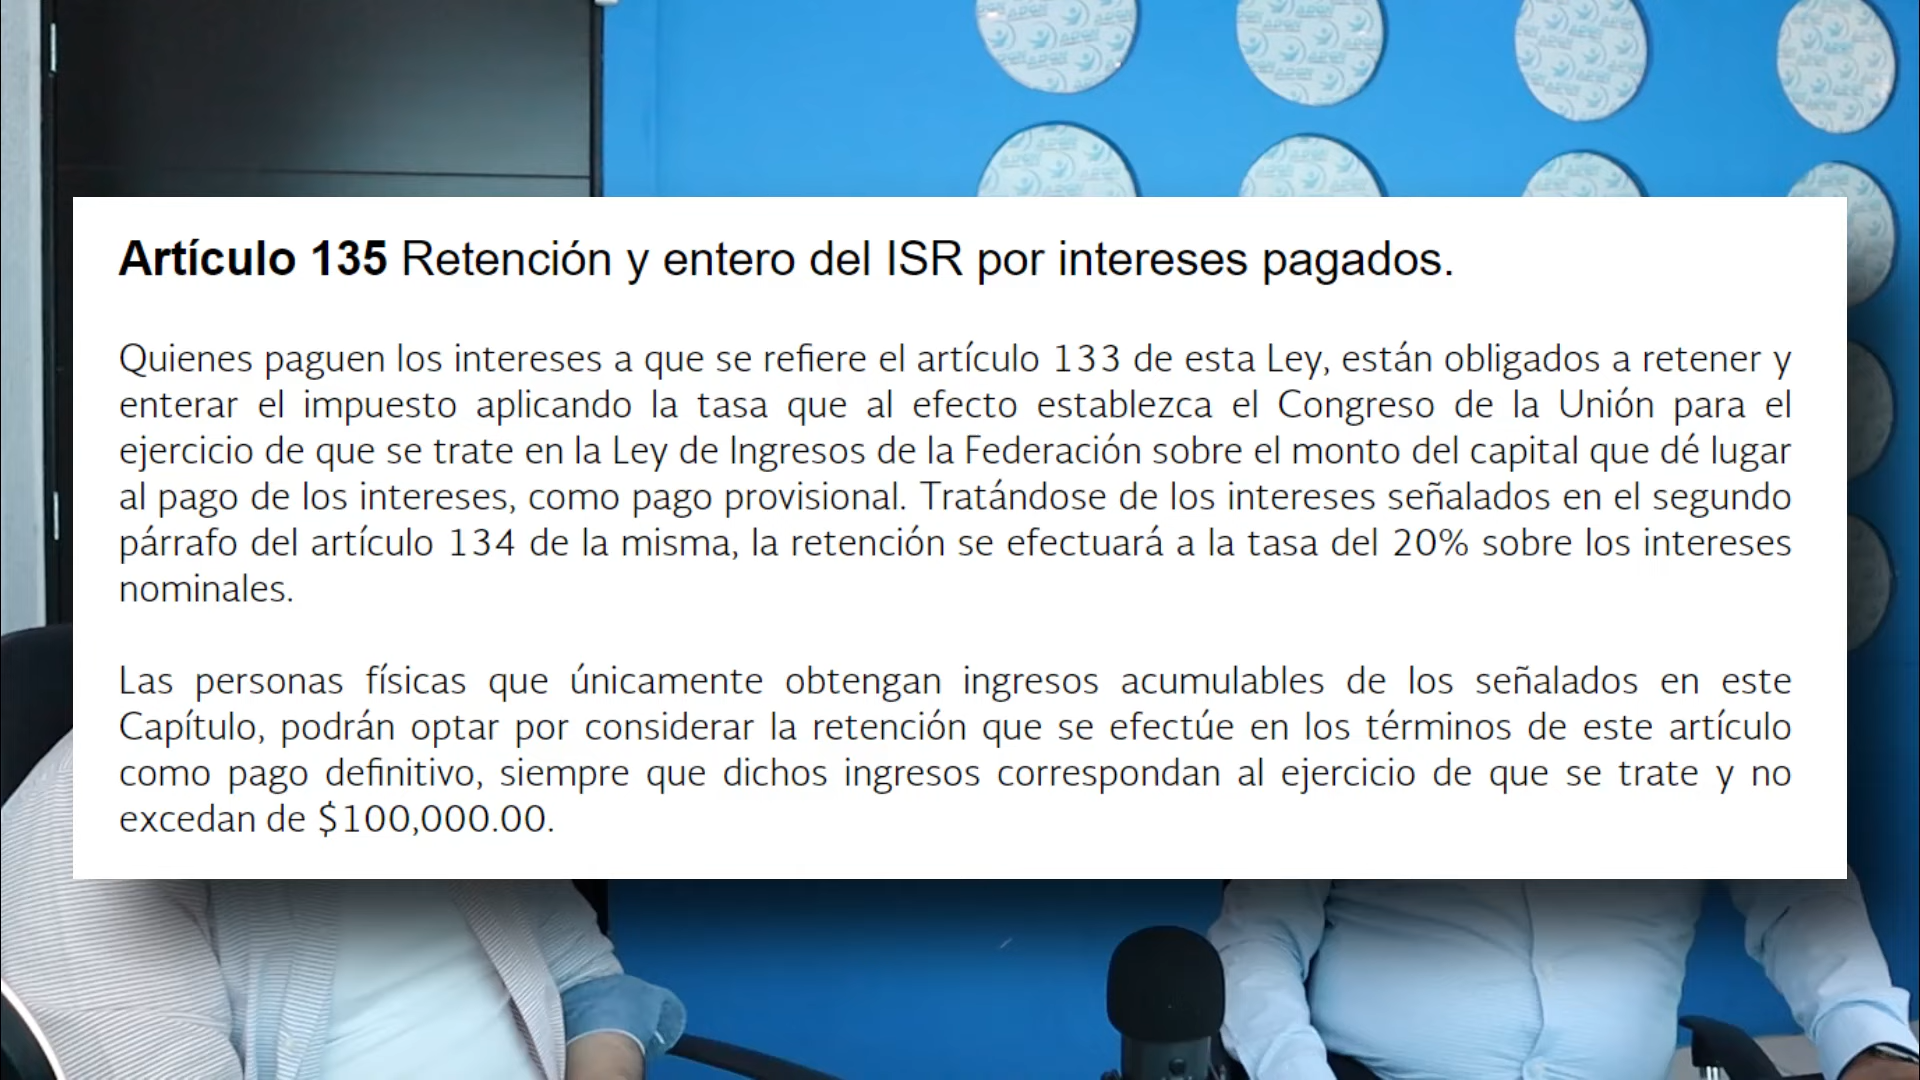 Artículo 135 Retención y entero del ISR por intereses pagados.
Quienes paguen los intereses a que se refiere el artículo 133 de esta Ley, están obligados a retener y
enterar el impuesto aplicando la tasa que al efecto establezca el Congreso de la Unión para el
ejercicio de que se trate en la Ley de Ingresos de la Federación sobre el monto del capital que dé lugar
al pago de los intereses, como pago provisional. Tratándose de los intereses señalados en el segundo
párrafo del artículo 134 de la misma, la retención se efectuará a la tasa del 20% sobre los intereses
nominales.
Las personas físicas que únicamente obtengan ingresos acumulables de los señalados en este
Capítulo, podrán optar por considerar la retención que se efectúe en los términos de este artículo
como pago definitivo, siempre que dichos ingresos correspondan al ejercicio de que se trate y no
excedan de $100,000.00.